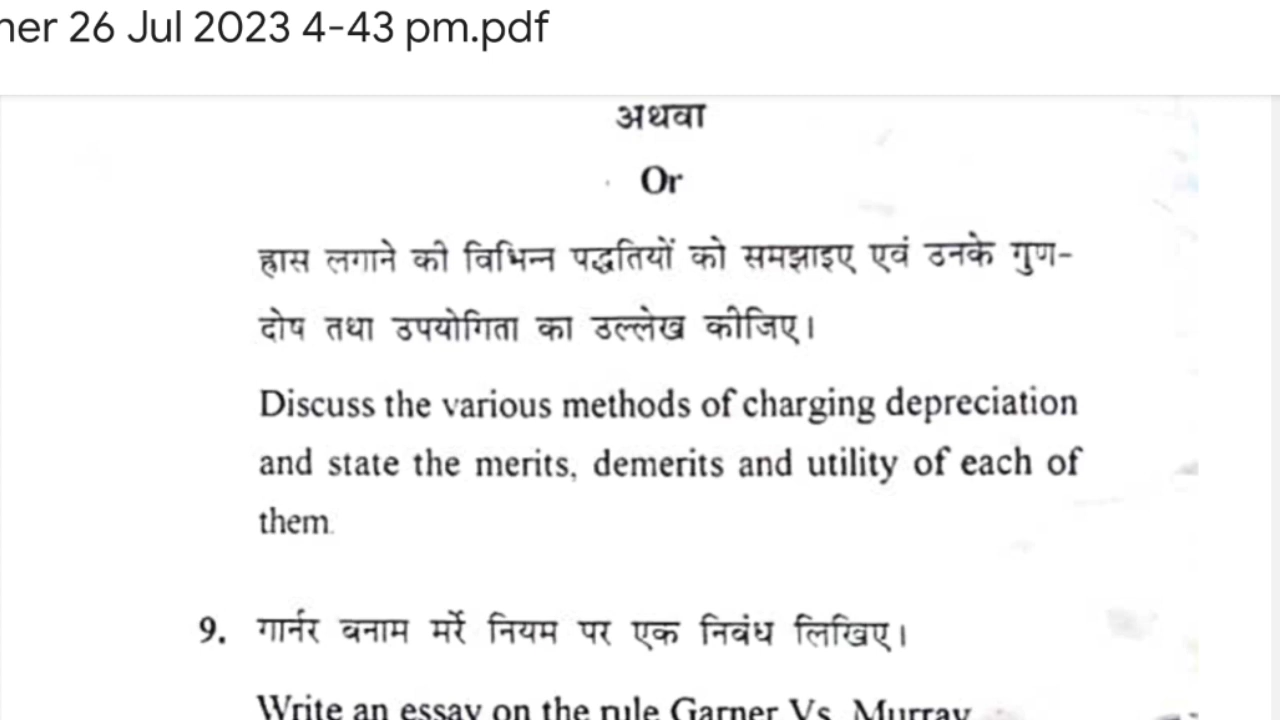 ner 26 Jul 2023 4-43 pm.pdf
अथवा
Or
ह्रास लगाने की विभिन्न पद्धतियों को समझाइए एवं उनके गुण-
दोष तथा उपयोगिता का उल्लेख कीजिए।
Discuss the various methods of charging depreciation
and state the merits, demerits and utility of each of
them.
9. गार्नर बनाम मर्रे नियम पर एक निबंध लिखिए।
Write an essay on the rule Garner Vs. Murray